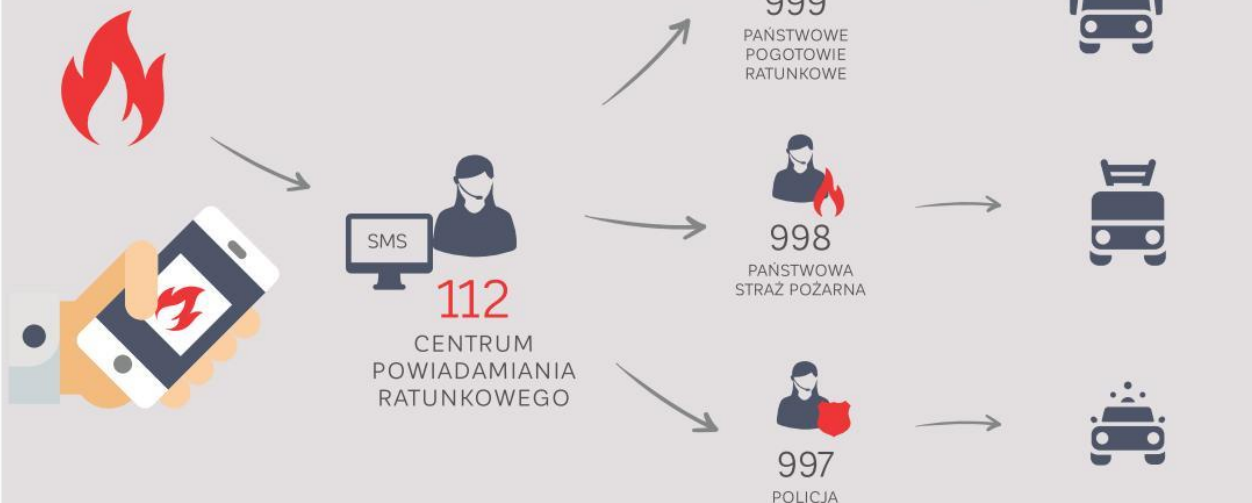 999
PAŃSTWOWE
POGOTOWIE
RATUNKOWE
SMS
112
CENTRUM
POWIADAMIANIA
RATUNKOWEGO
998
PAŃSTWOWA
STRAŻ POŻARNA
997
POLICJA